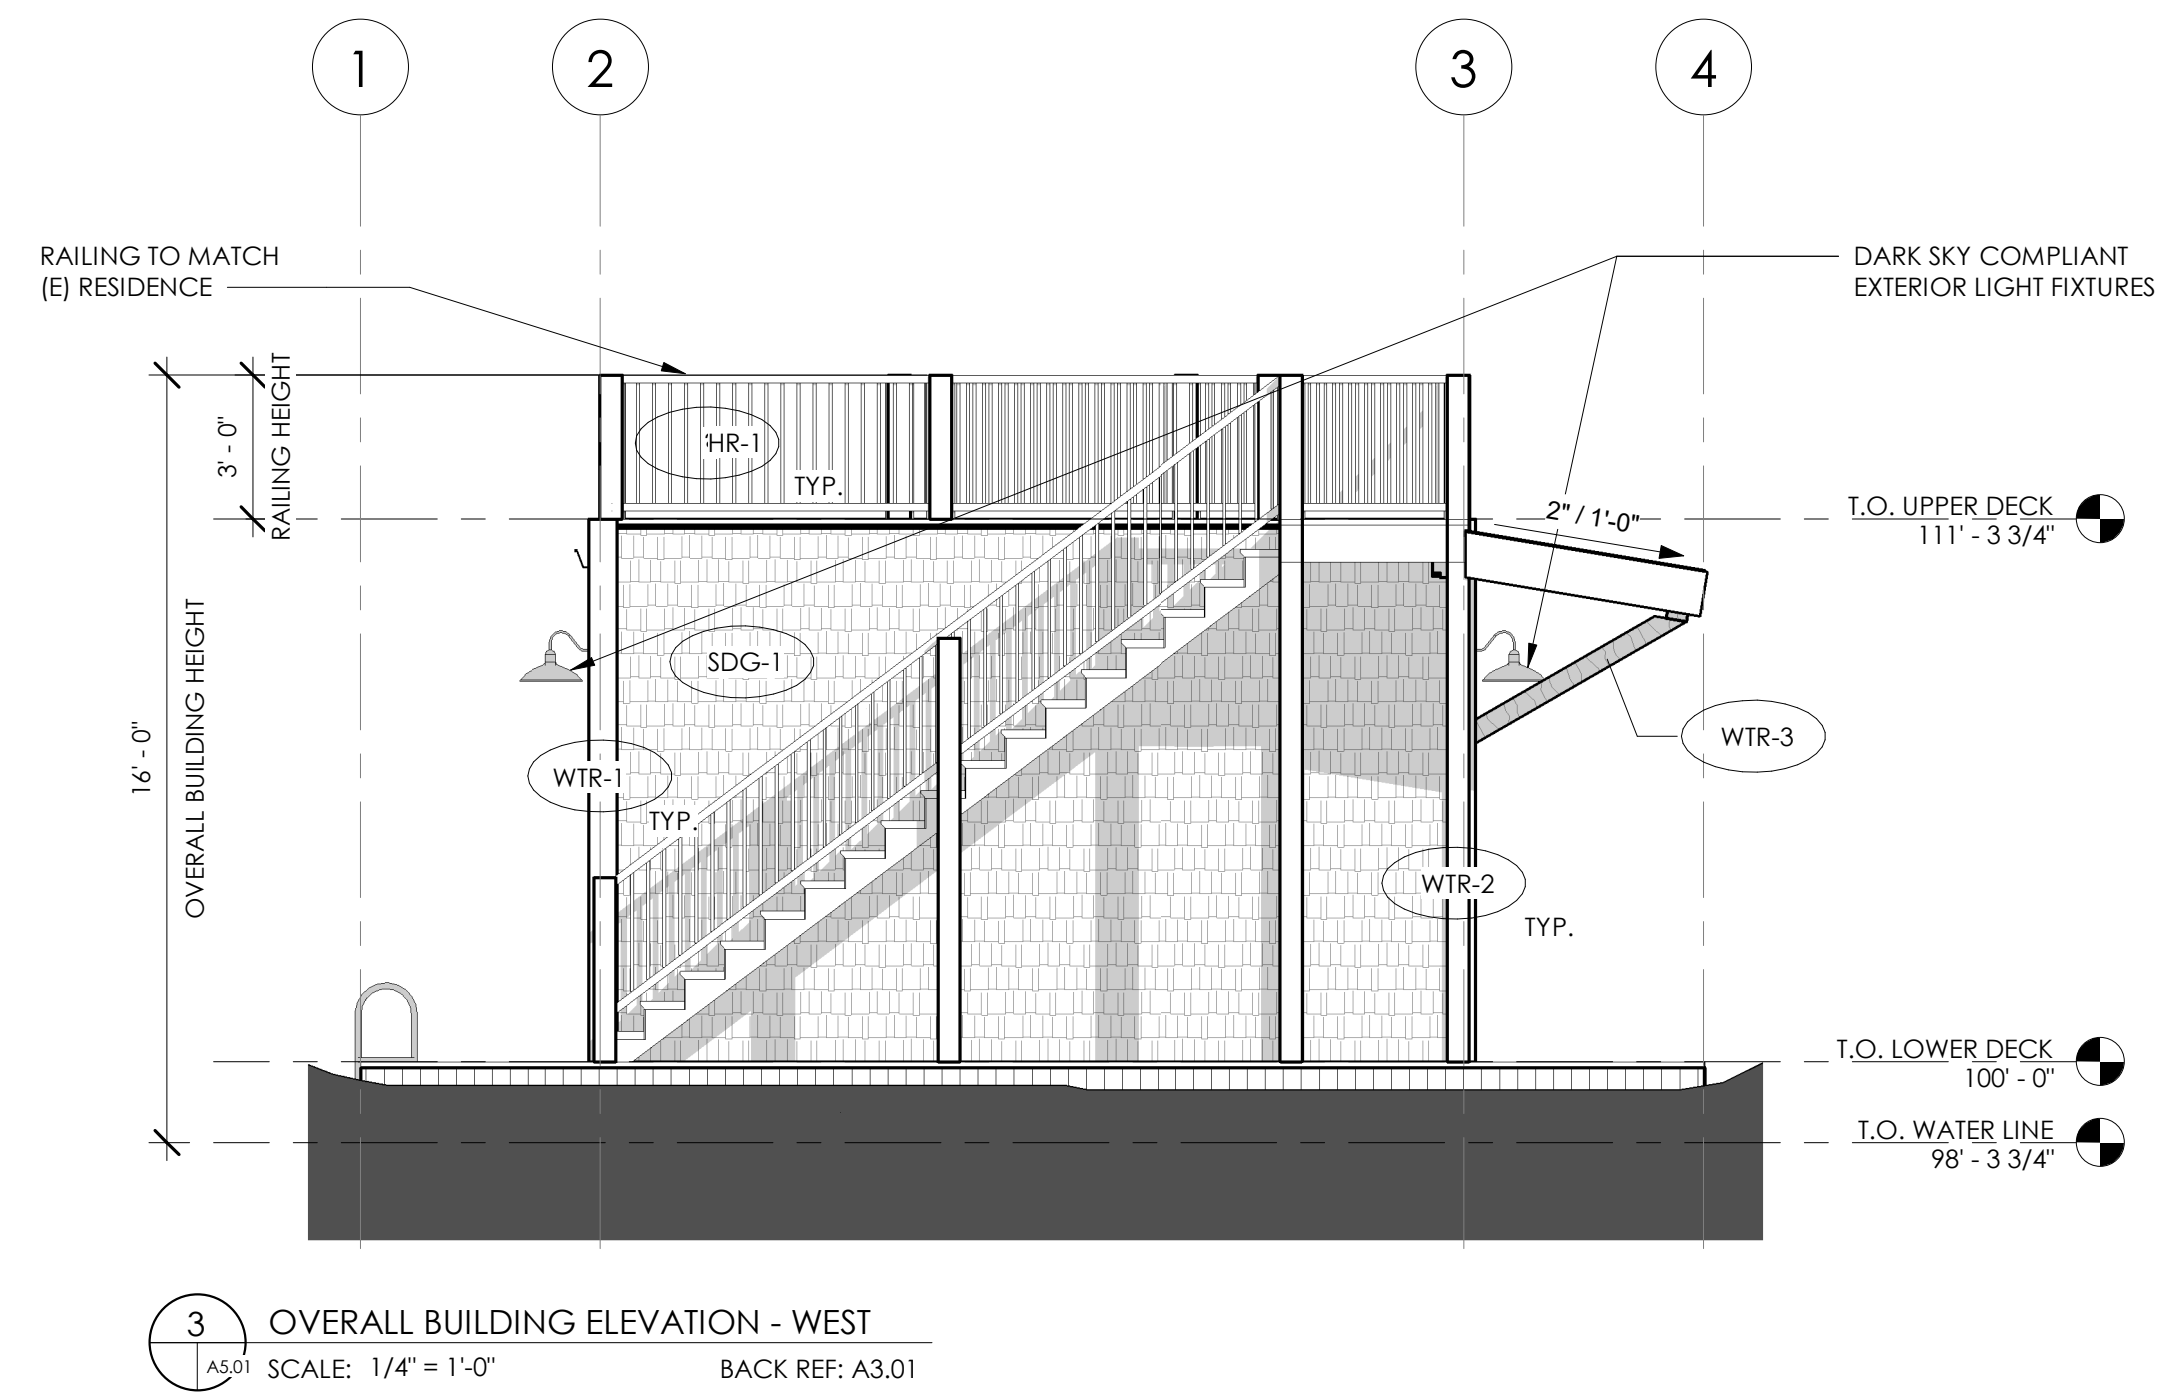 1
2
3
4
RAILING TO MATCH
(E) RESIDENCE
DARK SKY COMPLIANT
EXTERIOR LIGHT FIXTURES
3' - 0"
RAILING HEIGHT
HR-1
TYP.
T.O. UPPER DECK
111' - 3 3/4"
2" / 1'-0"
16' - 0"
OVERALL BUILDING HEIGHT
SDG-1
WTR-1
TYP.
WTR-3
WTR-2
TYP.
T.O. LOWER DECK
100' - 0"
T.O. WATER LINE
98' - 3 3/4"
3
A5.01
OVERALL BUILDING ELEVATION - WEST
SCALE: 1/4" = 1'-0"
BACK REF: A3.01